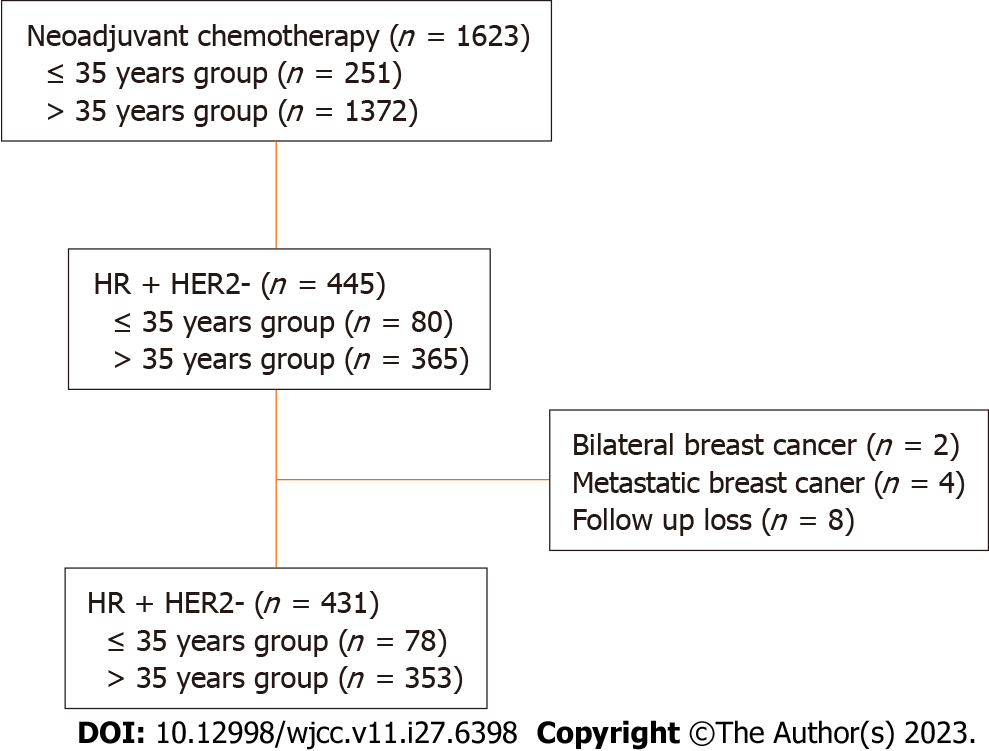 Neoadjuvant chemotherapy (n = 1623)
≤ 35 years group (n = 251)
> 35 years group (n = 1372)
HR + HER2- (n = 445)
≤ 35 years group (n = 80)
> 35 years group (n = 365)
Bilateral breast cancer (n = 2)
Metastatic breast caner (n = 4)
Follow up loss (n = 8)
HR + HER2- (n = 431)
≤ 35 years group (n = 78)
> 35 years group (n = 353)
DOI: 10.12998/wjcc.v11.i27.6398 Copyright ©The Author(s) 2023.